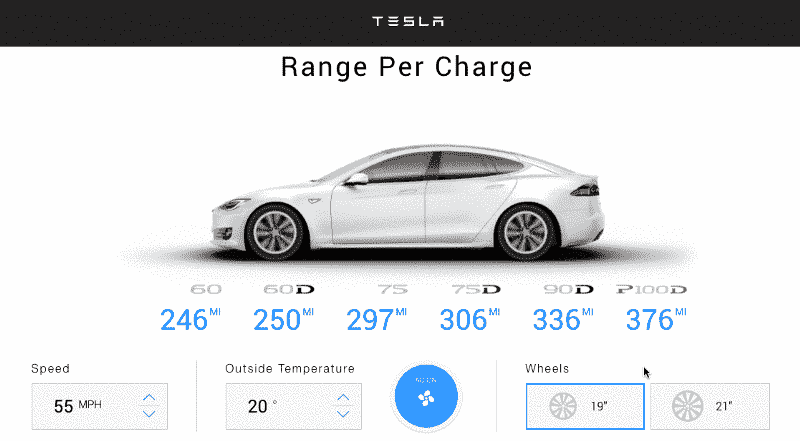 TESLA
Range Per Charge
60 60D 75 75D 90D P100D
246 MI 250 MI 297 MI 306 MI 336 MI 376 MI
Speed Outside Temperature Wheels
55 MPH 20 ° 19" 21"